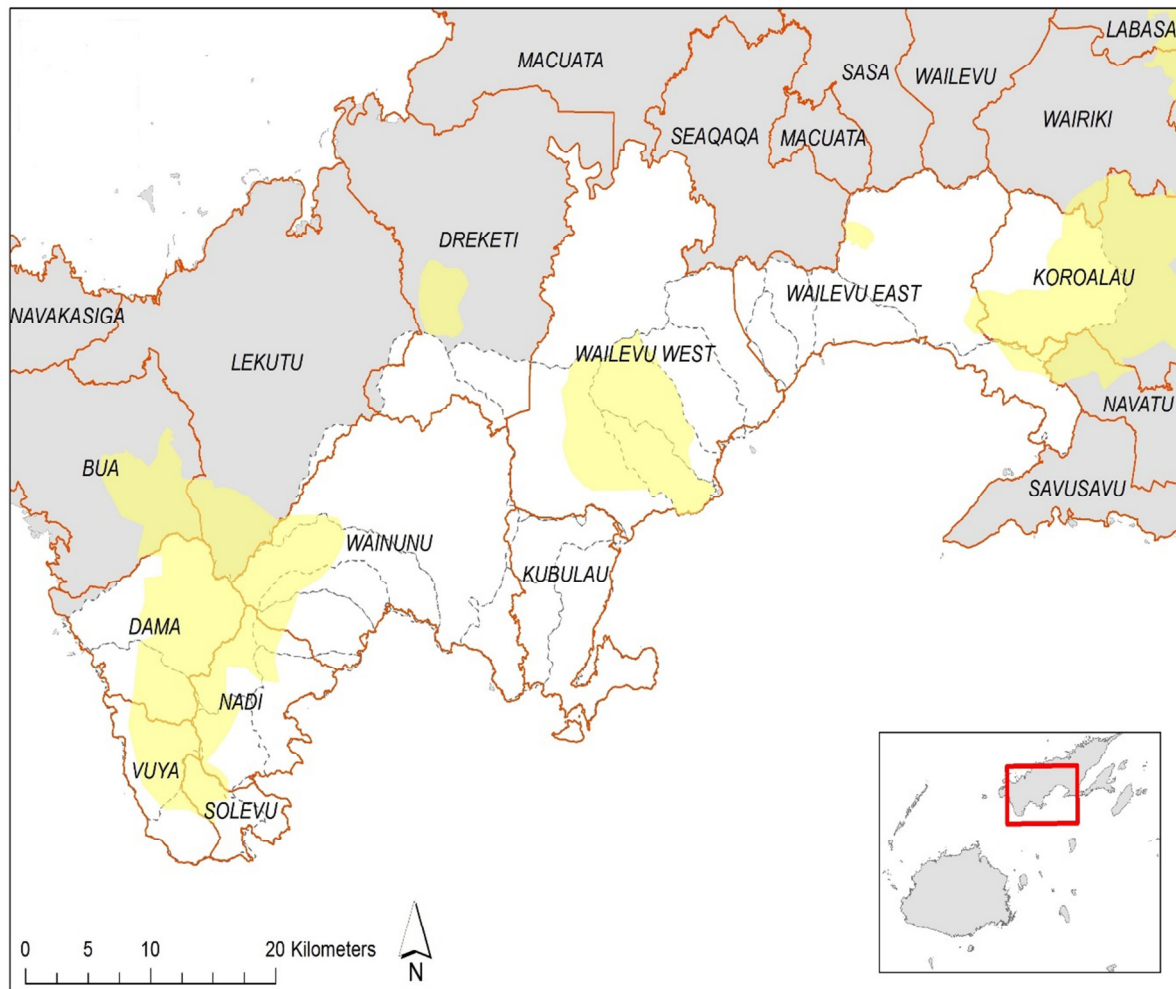 LABASA
MACUATA
SASA
WAILEVU
WAIRIKI
SEAQAQA
MACUATA
DREKETI
KOROALAU
WAILEVU EAST
NAVAKASIGA
WAILEVU WEST
LEKUTU
NAVATU
BUA
SAVUSAVU
WAINUNU
KUBULAU
DAMA
NADI
VUYA
SOLEVU
0 5 10 20 Kilometers
N